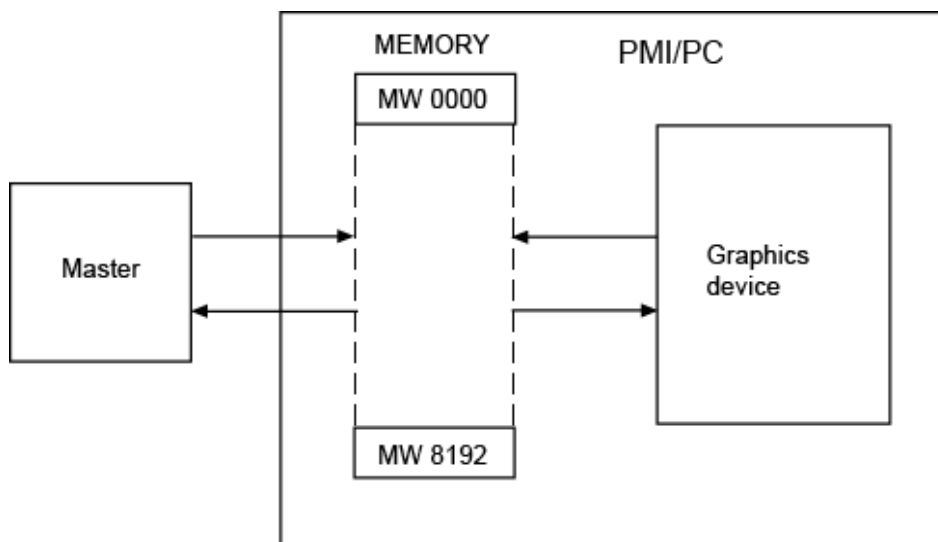 MEMORY
PMI/PC
MW 0000
Master
Graphics
device
MW 8192